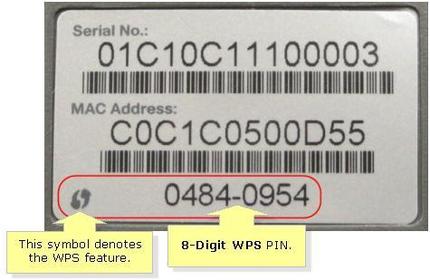 Serial No.:
01C10C11100003
MAC Address:
C0C1C0500D55
0484-0954
This symbol denotes
the WPS feature.
8-Digit WPS PIN.